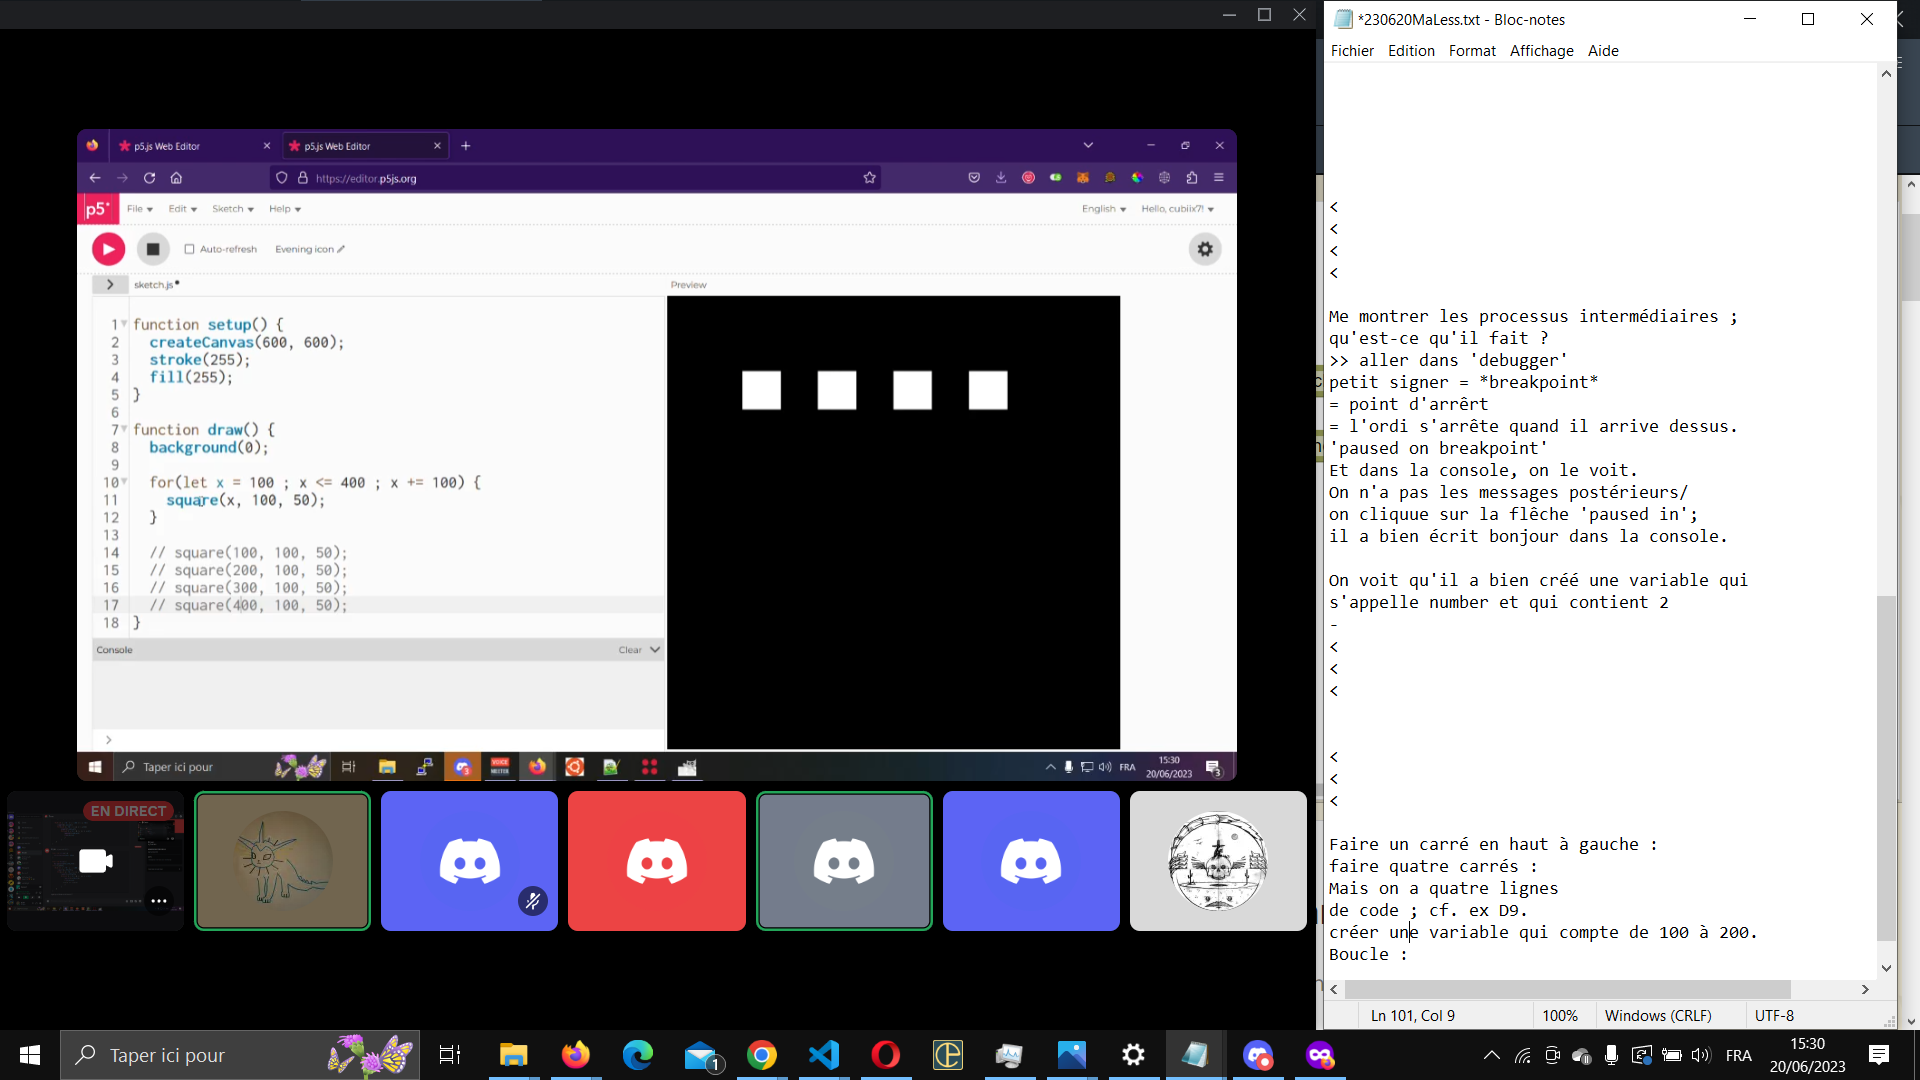 p5.js Web Editor
p5.js Web Editor
https://editor.p5js.org
p5*
File
Edit
Sketch
Help
English
Hello, cubiix7!
Auto-refresh
Evening icon
sketch.js
Preview
1 function setup() {
2 createCanvas(600, 600);
3 stroke(255);
4 fill(255);
5 }
6
7 function draw() {
8 background(0);
9
10 for(let x = 100 ; x <= 400 ; x += 100) {
11 square(x, 100, 50);
12 }
13
14 // square(100, 100, 50);
15 // square(200, 100, 50);
16 // square(300, 100, 50);
17 // square(400, 100, 50);
18 }
Console
Clear
>
Taper ici pour
FRA
15:30
20/06/2023
3
EN DIRECT
*230620MaLess.txt - Bloc-notes
Fichier Edition Format Affichage Aide
<
<
<
<
Me montrer les processus intermédiaires ;
qu'est-ce qu'il fait ?
>> aller dans 'debugger'
petit signer = *breakpoint*
= point d'arrêrt
= l'ordi s'arrête quand il arrive dessus.
'paused on breakpoint'
Et dans la console, on le voit.
On n'a pas les messages postérieurs/
on cliquue sur la flêche 'paused in';
il a bien écrit bonjour dans la console.
On voit qu'il a bien créé une variable qui
s'appelle number et qui contient 2
-
<
<
<
<
<
<
Faire un carré en haut à gauche :
faire quatre carrés :
Mais on a quatre lignes
de code ; cf. ex D9.
créer une variable qui compte de 100 à 200.
Boucle :
Ln 101, Col 9
100%
Windows (CRLF)
UTF-8
Taper ici pour
1
FRA
15:30
20/06/2023